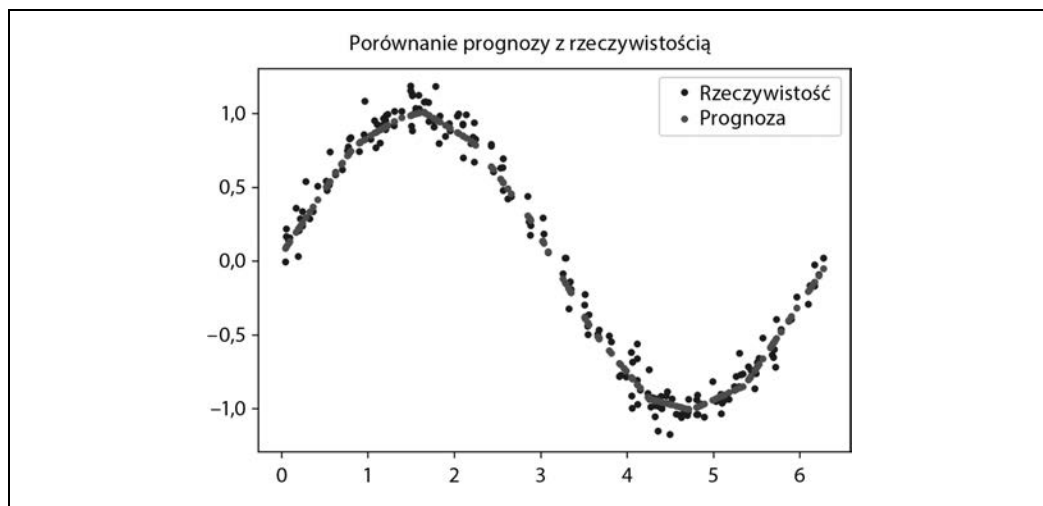 Porównanie prognozy z rzeczywistością
Rzeczywistość
Prognoza
1,0
0,5
0,0
−0,5
−1,0
0 1 2 3 4 5 6